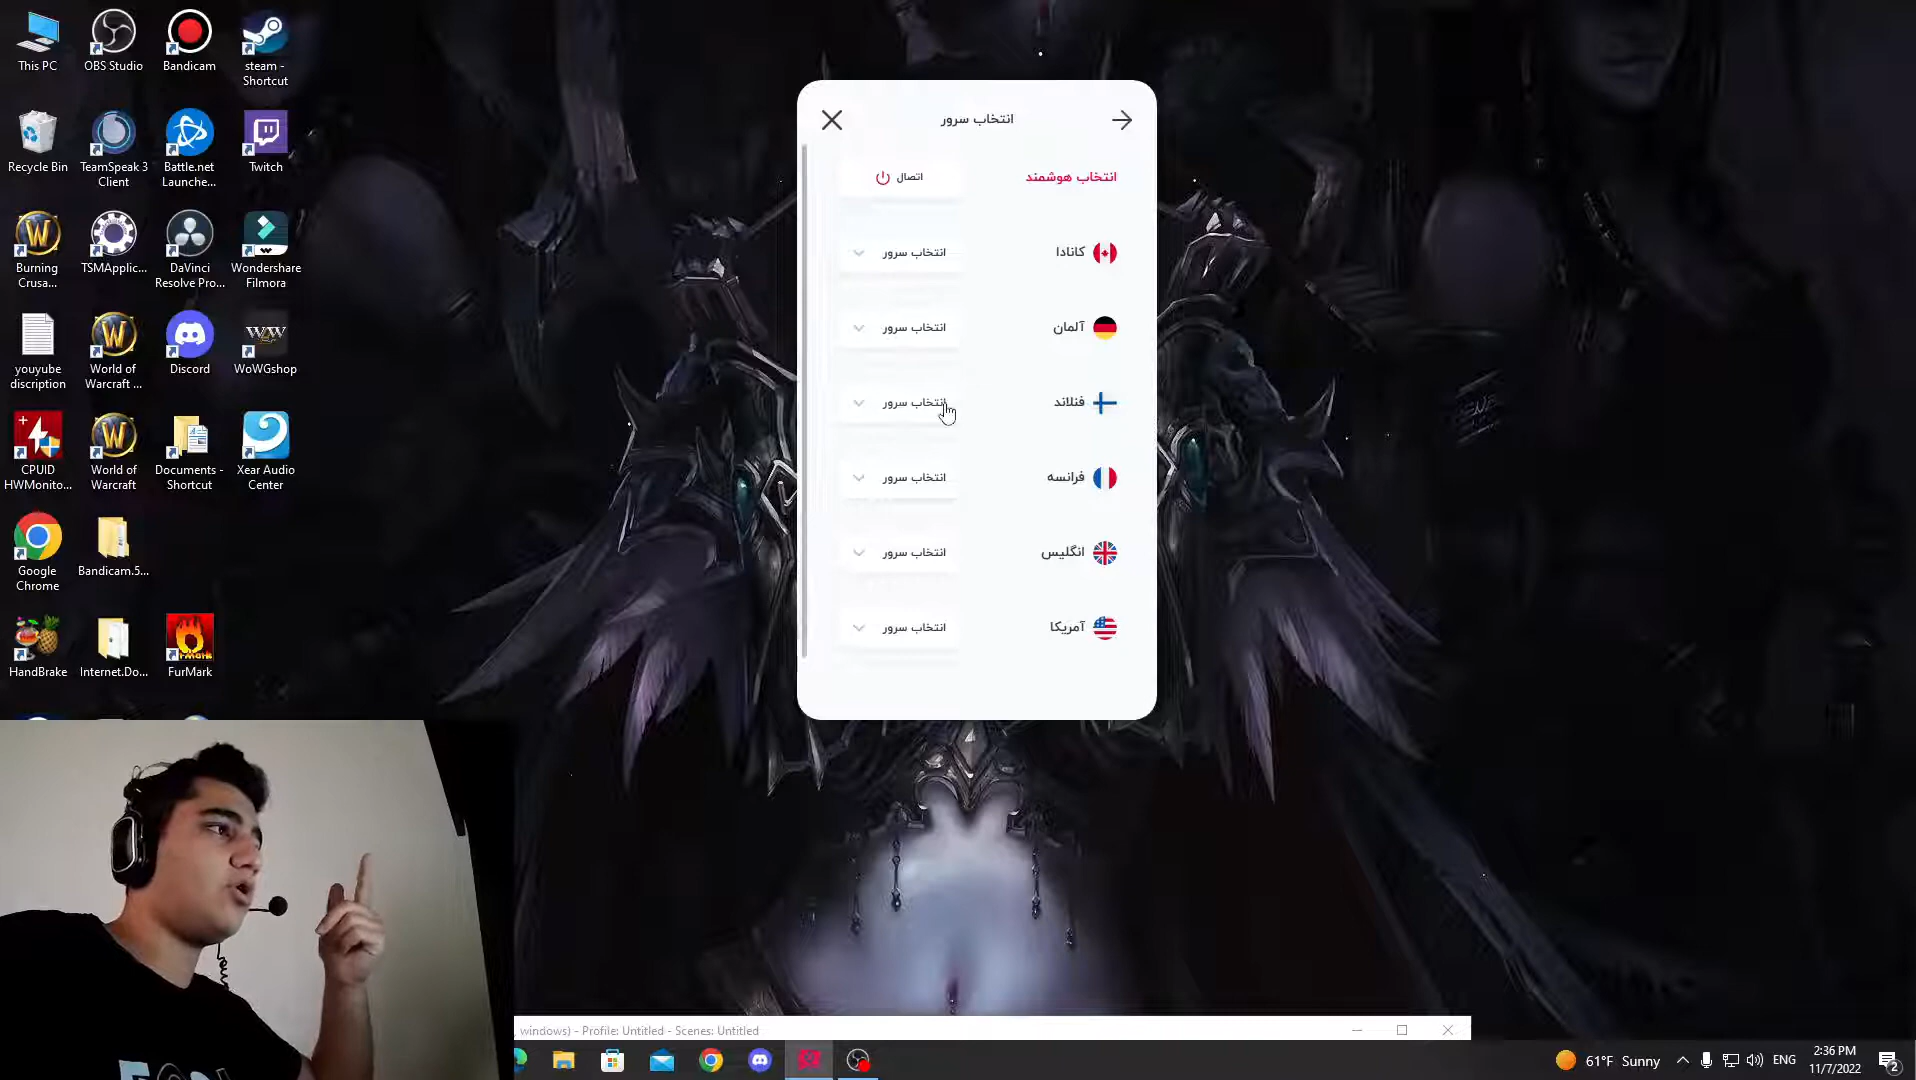 This PC
OBS Studio
Bandicam
steam -
Shortcut
Recycle Bin
TeamSpeak 3
Client
Battle.net
Launche...
Twitch
Burning
Crusa...
TSMApplic...
DaVinci
Resolve Pro...
Wondershare
Filmora
youyube
discription
World of
Warcraft ...
Discord
WoWGshop
CPUID
HWMonito...
World of
Warcraft
Documents -
Shortcut
Xear Audio
Center
Google
Chrome
Bandicam.5...
HandBrake
Internet.Do...
FurMark
انتخاب سرور
انتخاب هوشمند
اتصال
کانادا
انتخاب سرور
آلمان
انتخاب سرور
فنلاند
انتخاب سرور
فرانسه
انتخاب سرور
انگلیس
انتخاب سرور
آمریکا
انتخاب سرور
windows) - Profile: Untitled - Scenes: Untitled
61°F Sunny
ENG
2:36 PM
11/7/2022
2